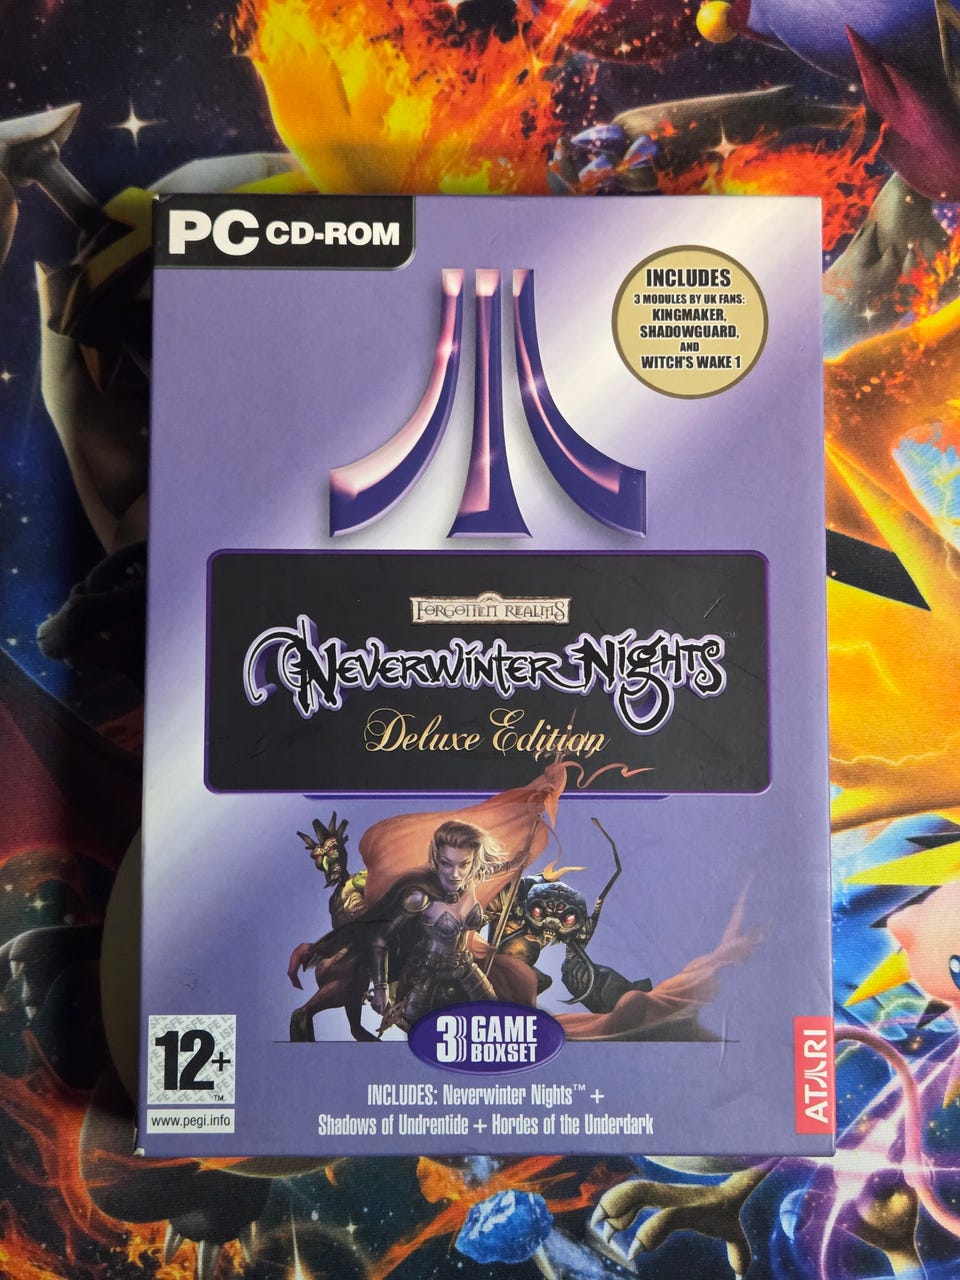 PC CD-ROM
INCLUDES
3 MODULES BY UK FANS:
KINGMAKER,
SHADOWGUARD,
AND
WITCH'S WAKE 1
FORGOTTEN REALMS
NEVERWINTER NIGHTS™
Deluxe Edition
3 GAME
BOXSET
12+
™
www.pegi.info
INCLUDES: Neverwinter Nights™ +
Shadows of Undrentide + Hordes of the Underdark
ATARI